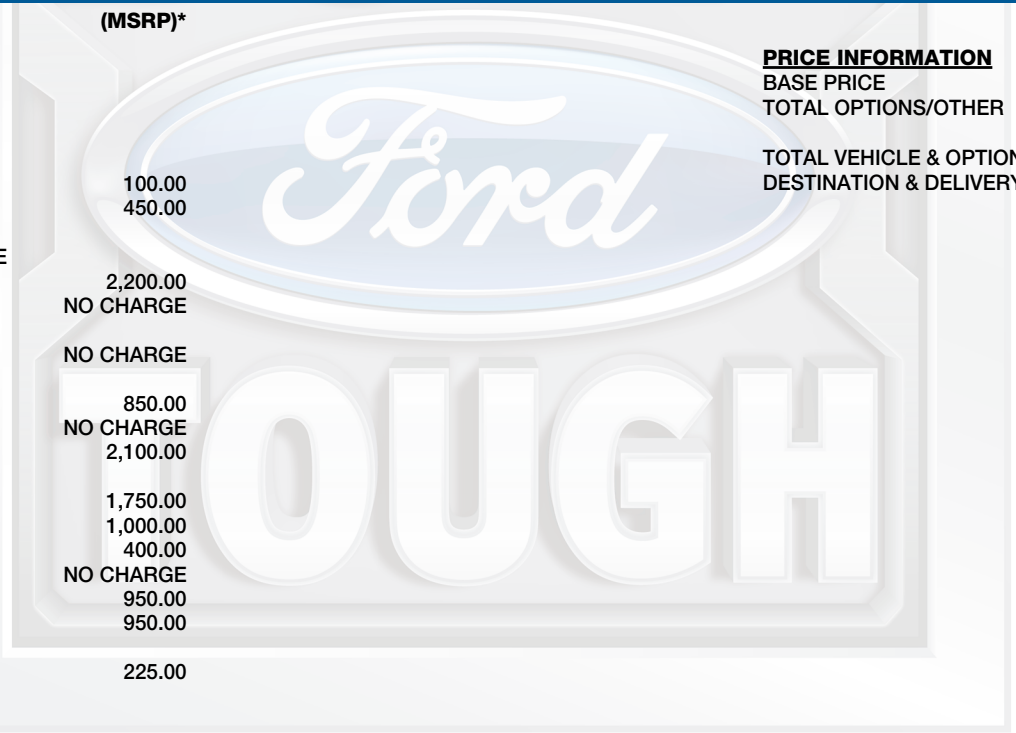 (MSRP)*
PRICE INFORMATION
BASE PRICE
TOTAL OPTIONS/OTHER
TOTAL VEHICLE & OPTION
DESTINATION & DELIVERY
100.00
450.00
E
2,200.00
NO CHARGE
NO CHARGE
850.00
NO CHARGE
2,100.00
1,750.00
1,000.00
400.00
NO CHARGE
950.00
950.00
225.00
Ford
TOUGH